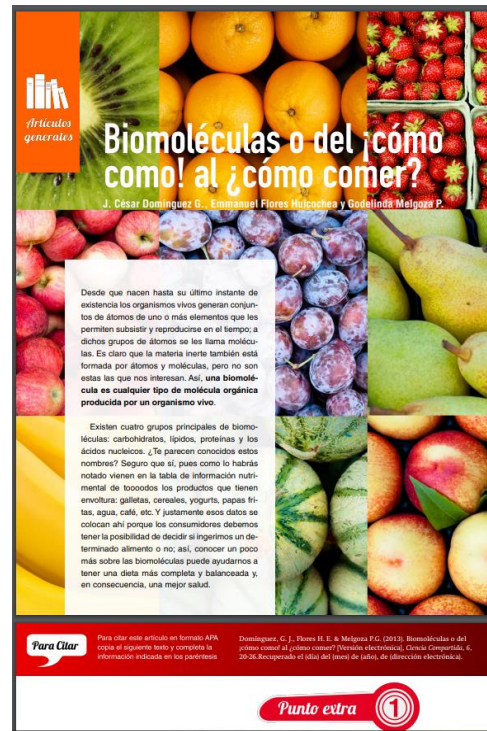 Artículos
generales
Biomoléculas o del ¡cómo
como! al ¿cómo comer?
J. César Domínguez G., Emmanuel Flores Huicochea y Godelinda Melgoza P.
Desde que nacen hasta su último instante de
existencia los organismos vivos generan conjun-
tos de átomos de uno o más elementos que les
permiten subsistir y reproducirse en el tiempo; a
dichos grupos de átomos se les llama molécu-
las. Es claro que la materia inerte también está
formada por átomos y moléculas, pero no son
estas las que nos interesan. Así, una biomolé-
cula es cualquier tipo de molécula orgánica
producida por un organismo vivo.
Existen cuatro grupos principales de biomo-
léculas: carbohidratos, lípidos, proteínas y los
ácidos nucleicos. ¿Te parecen conocidos estos
nombres? Seguro que sí, pues como lo habrás
notado vienen en la tabla de información nutri-
mental de toooodos los productos que tienen
envoltura: galletas, cereales, yogurts, papas fri-
tas, agua, café, etc. Y justamente esos datos se
colocan ahí porque los consumidores debemos
tener la posibilidad de decidir si ingerimos un de-
terminado alimento o no; así, conocer un poco
más sobre las biomoléculas puede ayudarnos a
tener una dieta más completa y balanceada y,
en consecuencia, una mejor salud.
Para Citar
Para citar este artículo en formato APA
copia el siguiente texto y completa la
información indicada en los paréntesis
Domínguez, G. J., Flores H. E. & Melgoza P.G. (2013). Biomoléculas o del
¡cómo como! al ¿cómo comer? [Versión electrónica], Ciencia Compartida, 6,
20-26.Recuperado el (día) del (mes) de (año), de (dirección electrónica).
Punto extra 1